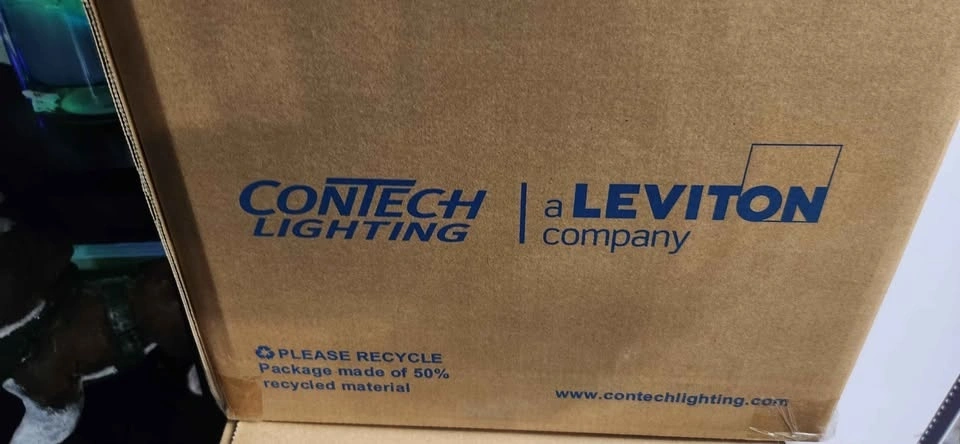 CONTECH
LIGHTING
a LEVITON
company
PLEASE RECYCLE
Package made of 50%
recycled material
www.contechlighting.com